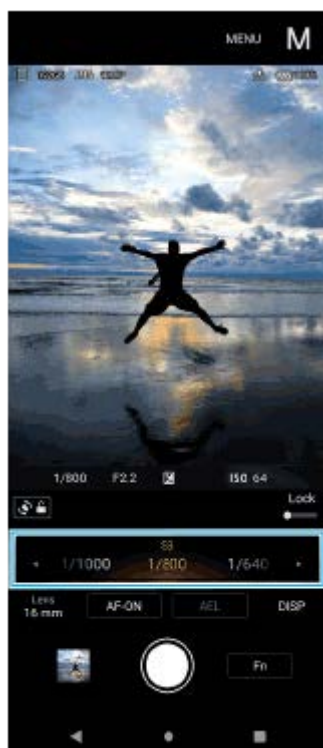 MENU M
1/800 F2.2 ISO 64
Lock
SS
1/1000 1/800 1/640
Lens
16 mm AF-ON AEL DISP
Fn